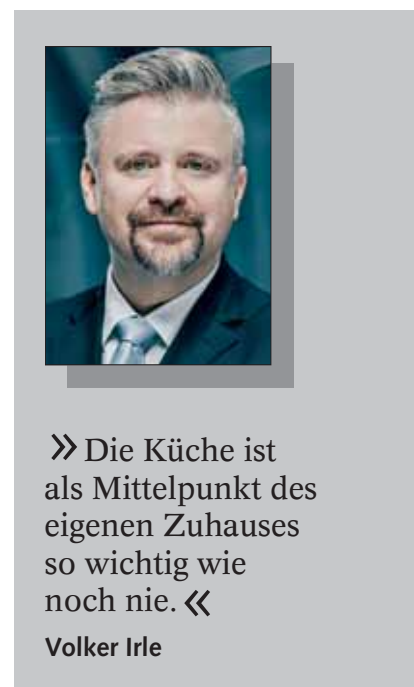 »Die Küche ist
als Mittelpunkt des
eigenen Zuhauses
so wichtig wie
noch nie.«
Volker Irle